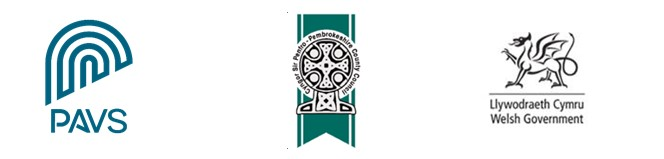 PAVS
Cyngor Sir Penfro - Pembrokeshire County Council
Llywodraeth Cymru
Welsh Government